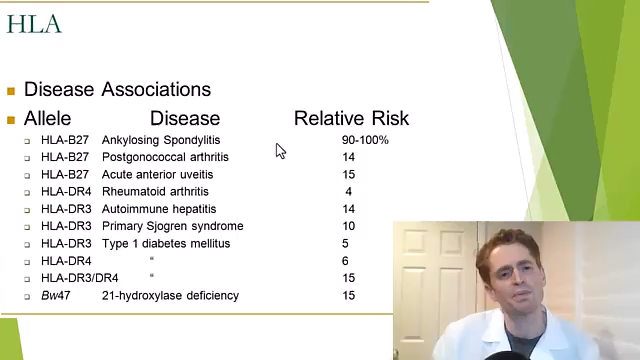 HLA
Disease Associations
Allele Disease Relative Risk
HLA-B27 Ankylosing Spondylitis 90-100%
HLA-B27 Postgonococcal arthritis 14
HLA-B27 Acute anterior uveitis 15
HLA-DR4 Rheumatoid arthritis 4
HLA-DR3 Autoimmune hepatitis 14
HLA-DR3 Primary Sjogren syndrome 10
HLA-DR3 Type 1 diabetes mellitus 5
HLA-DR4 “ 6
HLA-DR3/DR4 “ 15
Bw47 21-hydroxylase deficiency 15